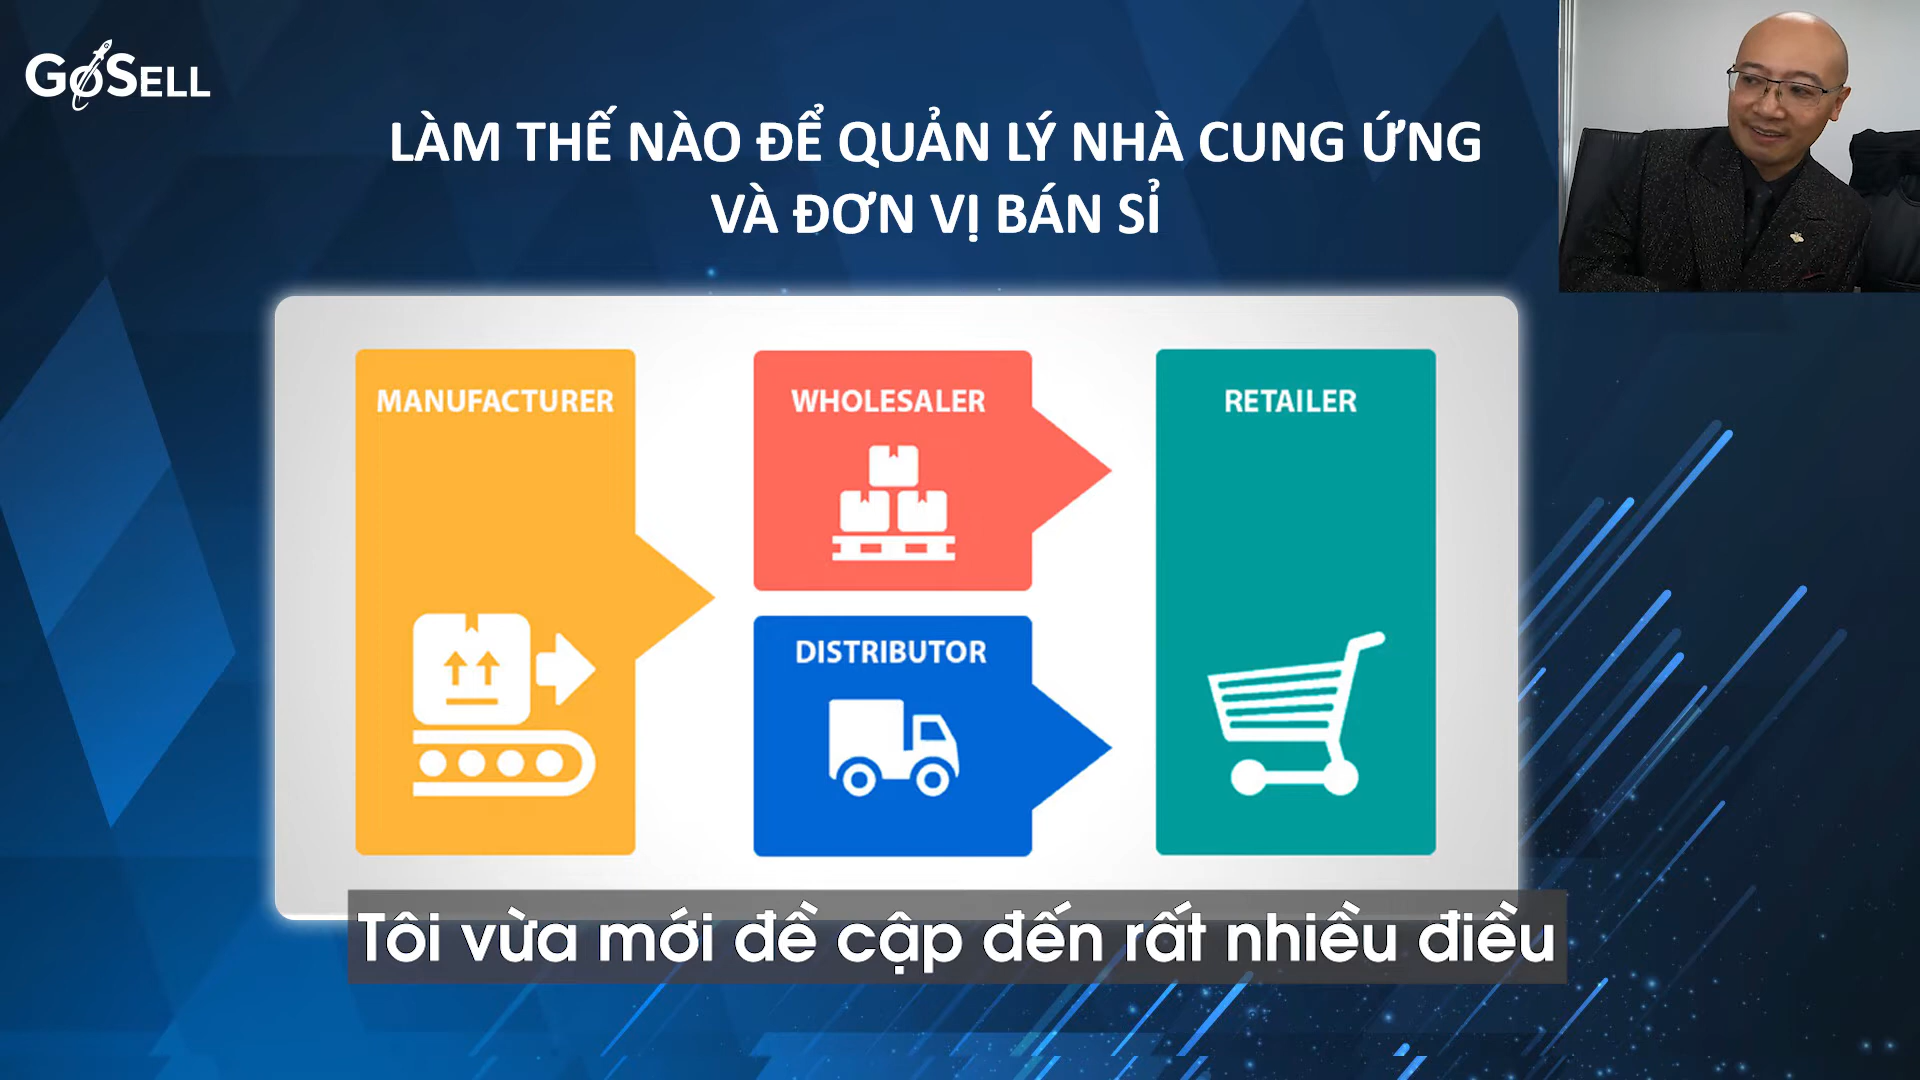 GoSELL
LÀM THẾ NÀO ĐỂ QUẢN LÝ NHÀ CUNG ỨNG
VÀ ĐƠN VỊ BÁN SỈ
MANUFACTURER
WHOLESALER
RETAILER
DISTRIBUTOR
Tôi vừa mới đề cập đến rất nhiều điều